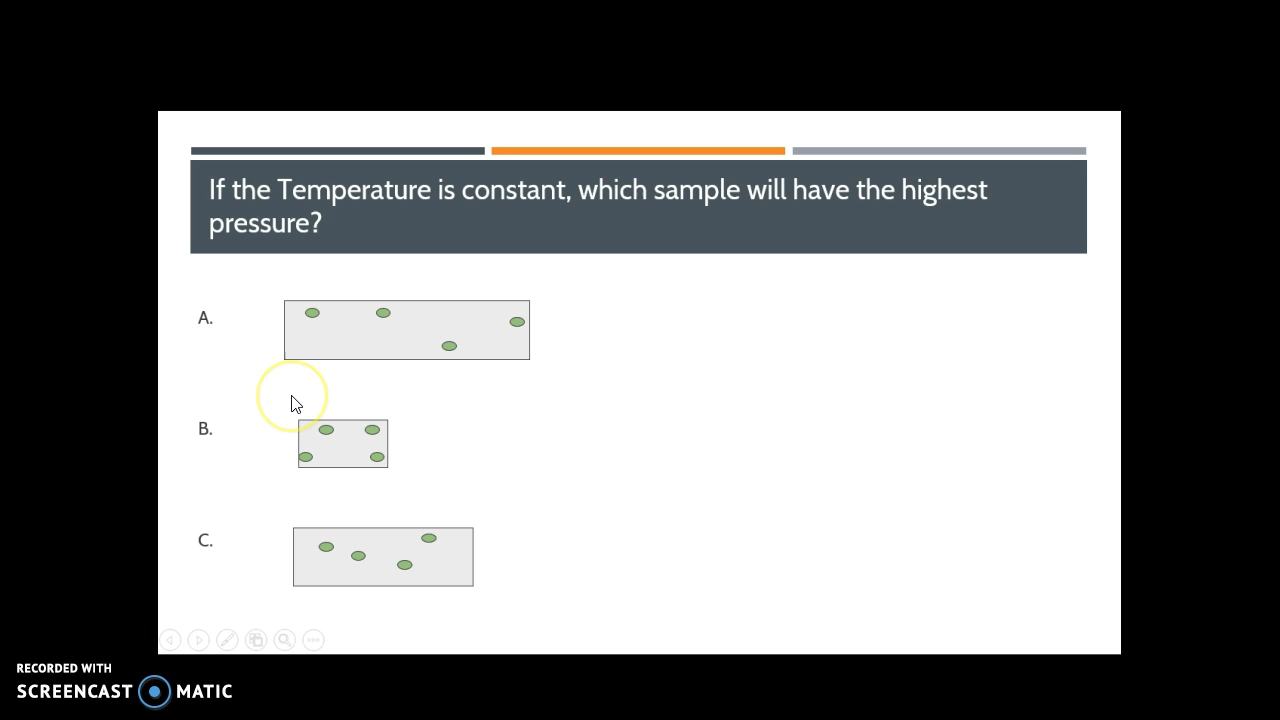 If the Temperature is constant, which sample will have the highest
pressure?
A.
B.
C.
RECORDED WITH
SCREENCAST MATIC